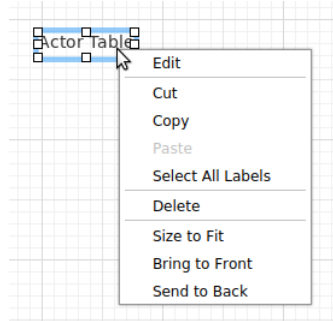 Actor Table
Edit
Cut
Copy
Paste
Select All Labels
Delete
Size to Fit
Bring to Front
Send to Back